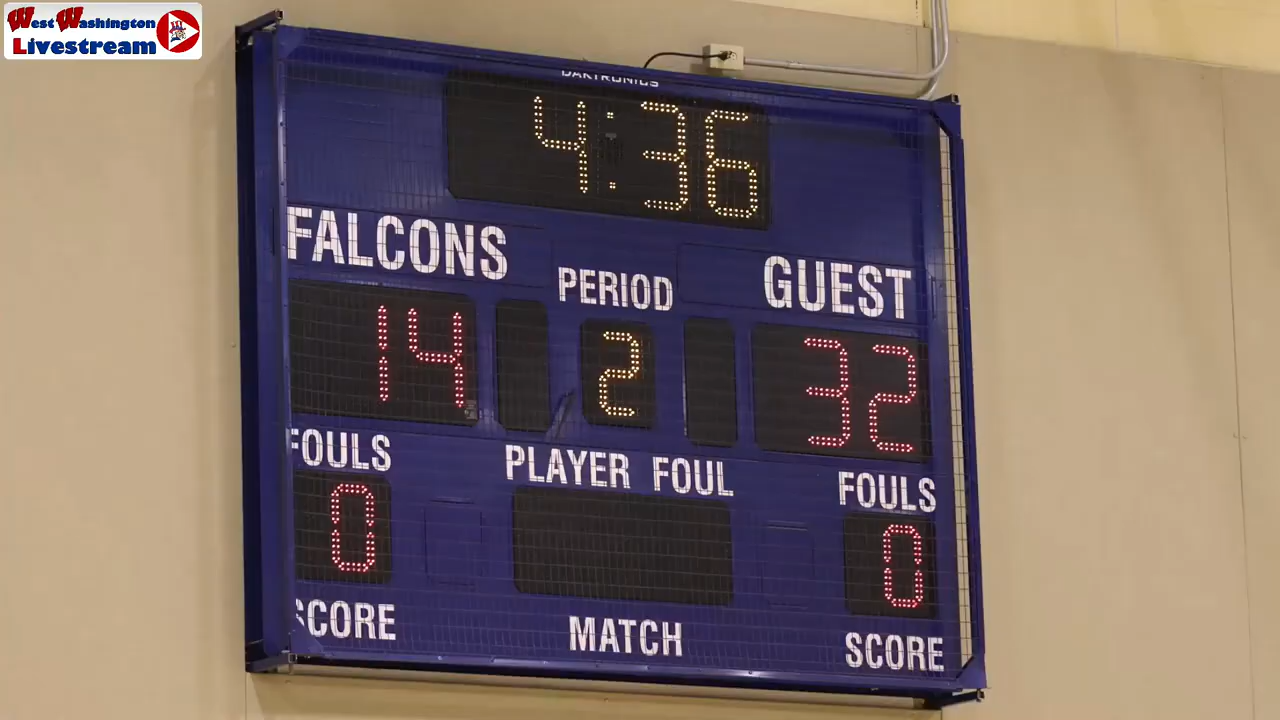 West Washington
Livestream
DAKTRONICS
4:36
FALCONS
PERIOD
GUEST
14
2
32
FOULS
PLAYER FOUL
FOULS
0
0
SCORE
MATCH
SCORE